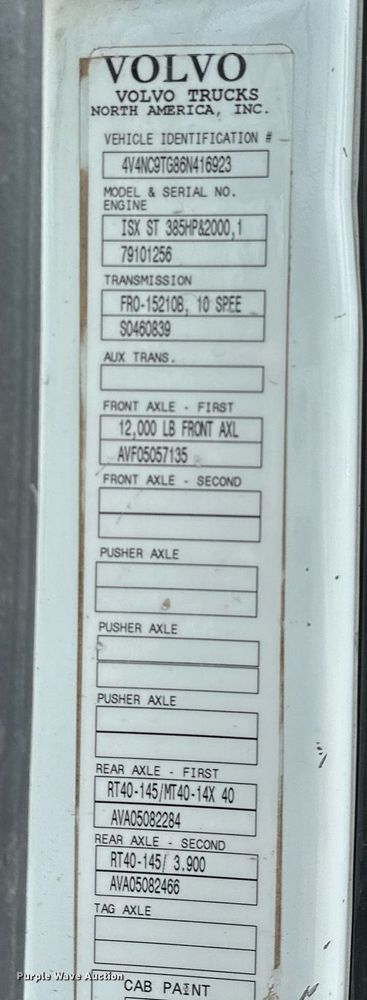 VOLVO
VOLVO TRUCKS
NORTH AMERICA, INC.
VEHICLE IDENTIFICATION #
4V4NC9TG86N416923
MODEL & SERIAL NO.
ENGINE
ISX ST 385HP&2000,1
79101256
TRANSMISSION
FRO-15210B, 10 SPEE
S0460839
AUX TRANS.
FRONT AXLE - FIRST
12,000 LB FRONT AXL
AVF05057135
FRONT AXLE - SECOND
PUSHER AXLE
PUSHER AXLE
PUSHER AXLE
REAR AXLE - FIRST
RT40-145/MT40-14X 40
AVA05082284
REAR AXLE - SECOND
RT40-145/ 3.900
AVA05082466
TAG AXLE
Purple Wave Auction
CAB PAINT